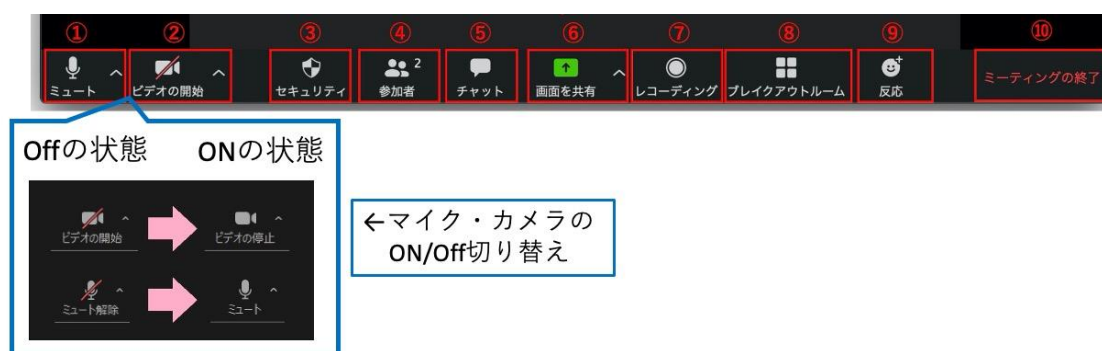 ① ② ③ ④ ⑤ ⑥ ⑦ ⑧ ⑨ ⑩
ミュート ビデオの開始 セキュリティ 参加者 2 チャット 画面を共有 レコーディング ブレイクアウトルーム 反応 ミーティングの終了
Offの状態 ONの状態
ビデオの開始 ビデオの停止
ミュート解除 ミュート
←マイク・カメラの
ON/Off切り替え